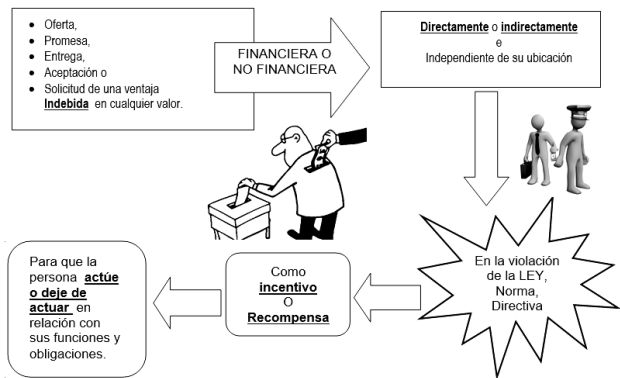 • Oferta,
• Promesa,
• Entrega,
• Aceptación o
• Solicitud de una ventaja
Indebida en cualquier valor.
FINANCIERA O
NO FINANCIERA
Directamente o indirectamente
e
Independiente de su ubicación
En la violación
de la LEY,
Norma,
Directiva
Como
incentivo
O
Recompensa
Para que la
persona actúe
o deje de
actuar en
relación con
sus funciones y
obligaciones.